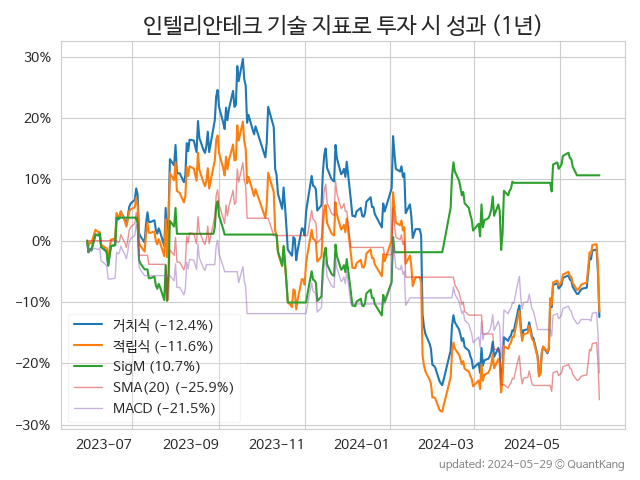 인텔리안테크 기술 지표로 투자 시 성과 (1년)
30%
20%
10%
0%
−10%
−20%
−30%
거치식 (−12.4%)
적립식 (−11.6%)
SigM (10.7%)
SMA(20) (−25.9%)
MACD (−21.5%)
2023−07
2023−09
2023−11
2024−01
2024−03
2024−05
updated: 2024−05−29 © QuantKang